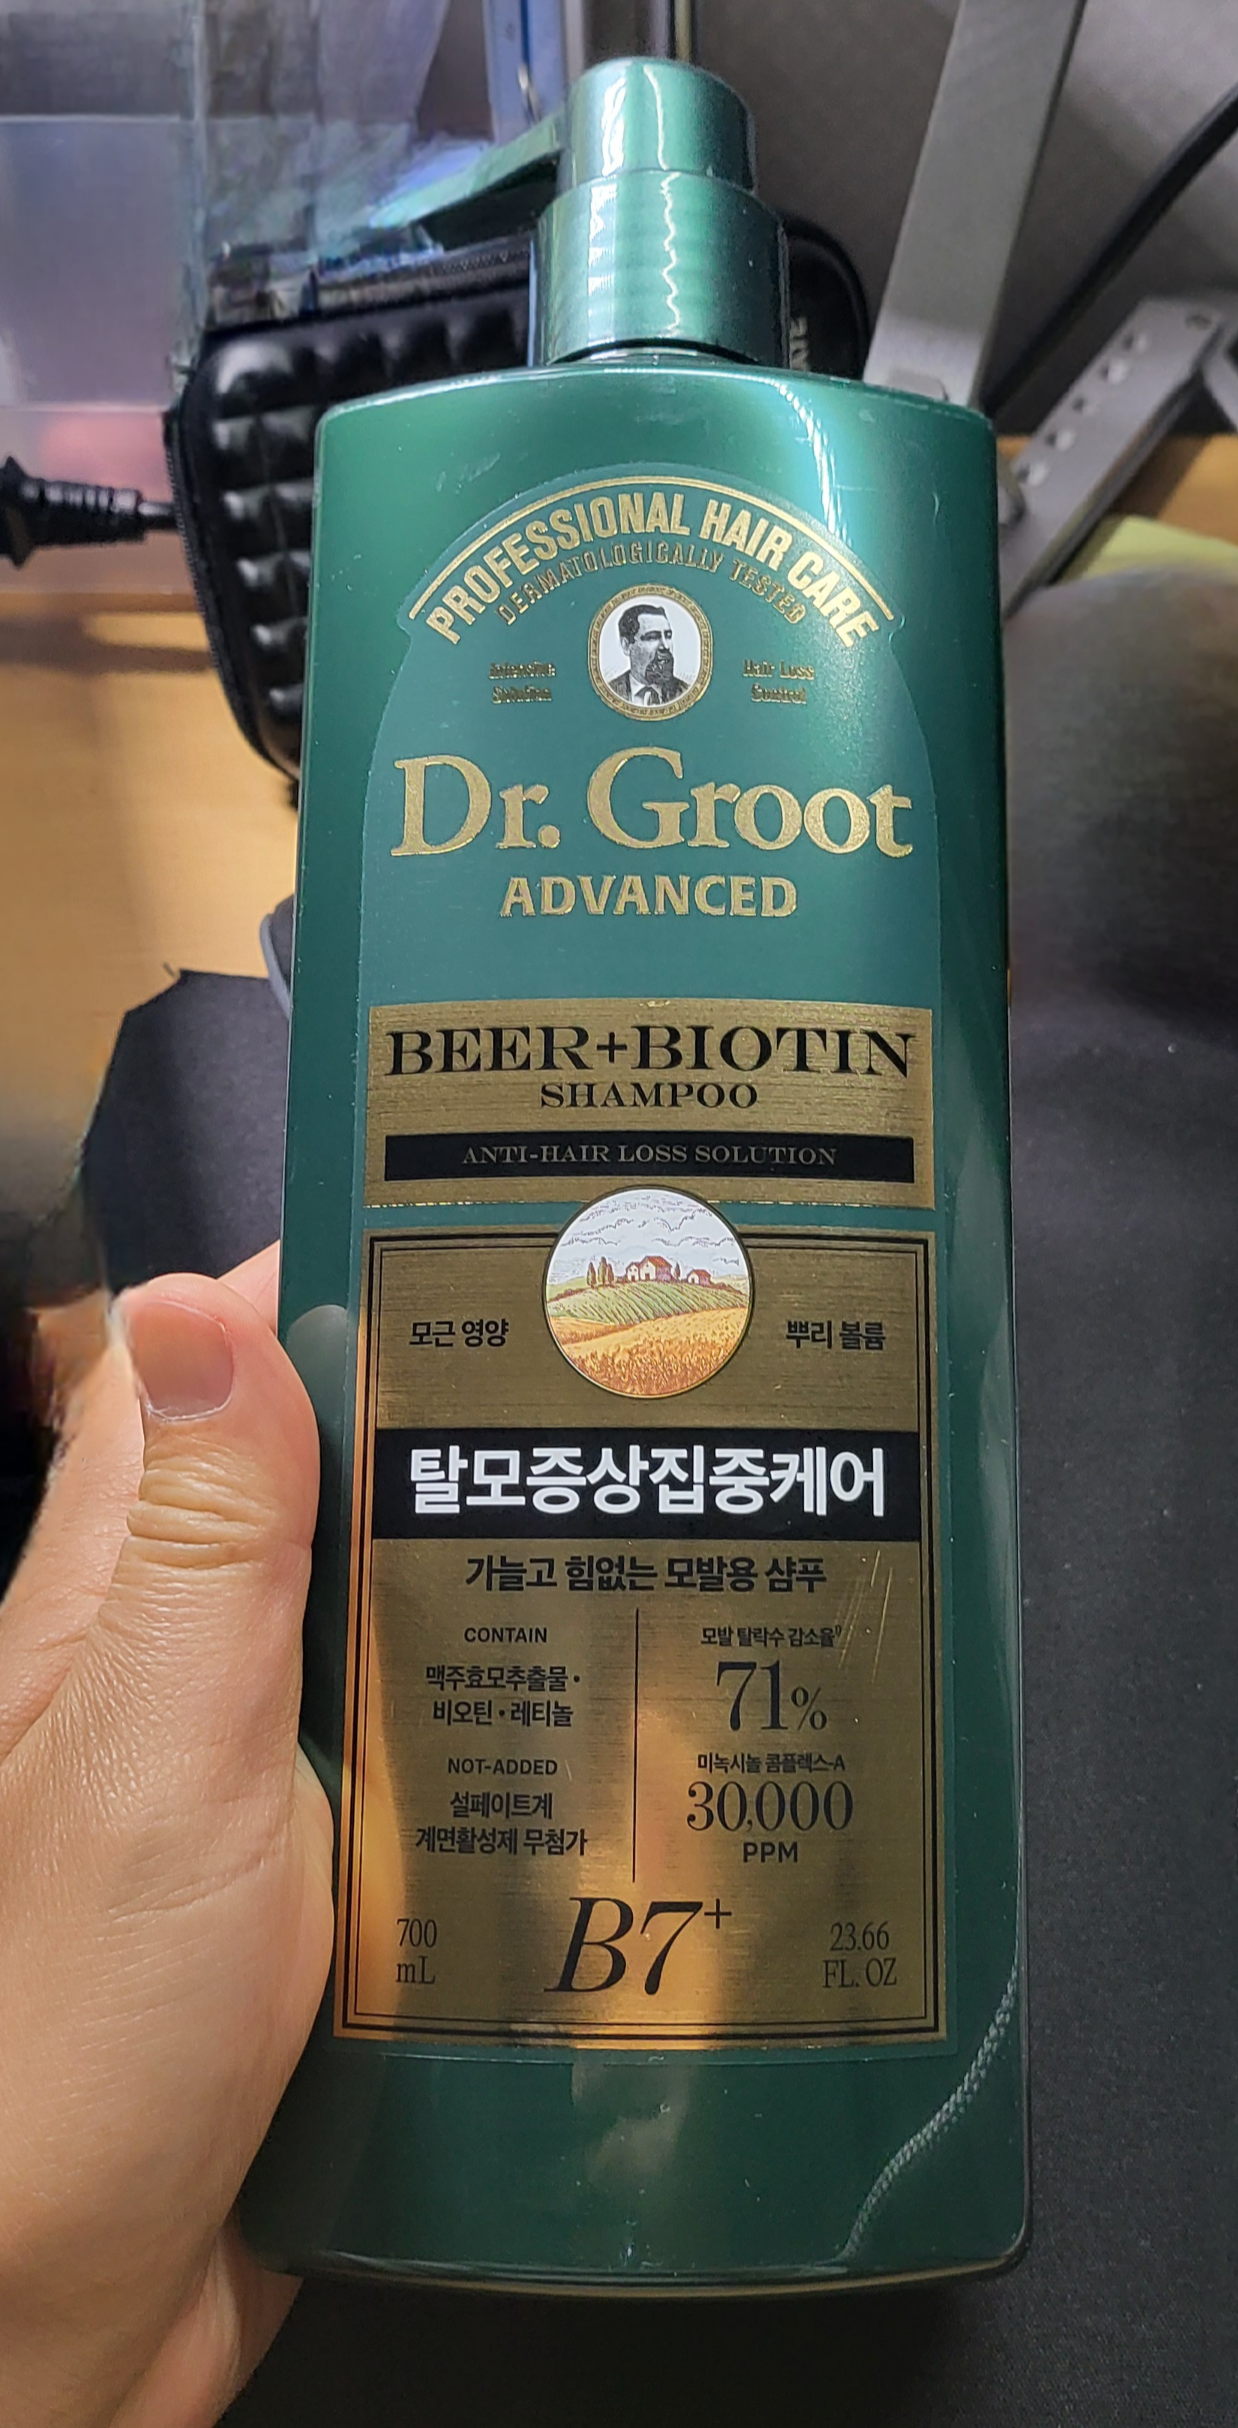 PROFESSIONAL HAIR CARE
DERMATOLOGICALLY TESTED
Intensive
Solution
Hair Loss
Control
Dr. Groot
ADVANCED
BEER+BIOTIN
SHAMPOO
ANTI-HAIR LOSS SOLUTION
모근 영양
뿌리 볼륨
탈모증상집중케어
가늘고 힘없는 모발용 샴푸
CONTAIN
맥주효모추출물·
비오틴·레티놀
NOT-ADDED
설페이트계
계면활성제 무첨가
모발 탈락수 감소율
71%
미녹시놀 콤플렉스-A
30,000
PPM
700
mL
B7+
23.66
FL. OZ